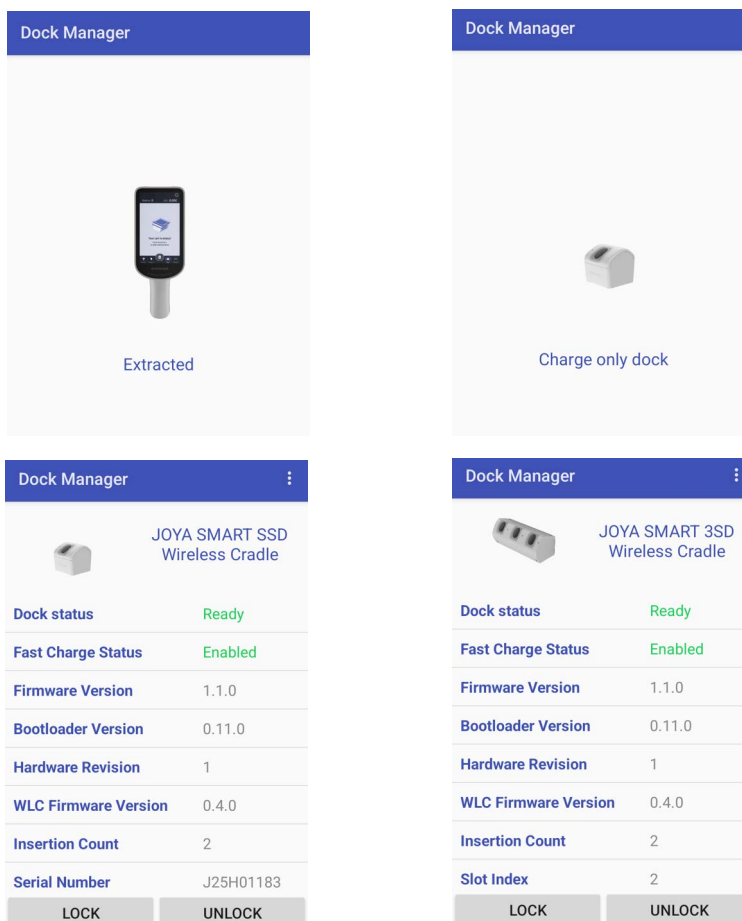 Dock Manager
Extracted
Dock Manager
Charge only dock
Dock Manager
JOYA SMART SSD
Wireless Cradle
Dock status Ready
Fast Charge Status Enabled
Firmware Version 1.1.0
Bootloader Version 0.11.0
Hardware Revision 1
WLC Firmware Version 0.4.0
Insertion Count 2
Serial Number J25H01183
LOCK UNLOCK
Dock Manager
JOYA SMART 3SD
Wireless Cradle
Dock status Ready
Fast Charge Status Enabled
Firmware Version 1.1.0
Bootloader Version 0.11.0
Hardware Revision 1
WLC Firmware Version 0.4.0
Insertion Count 2
Slot Index 2
LOCK UNLOCK